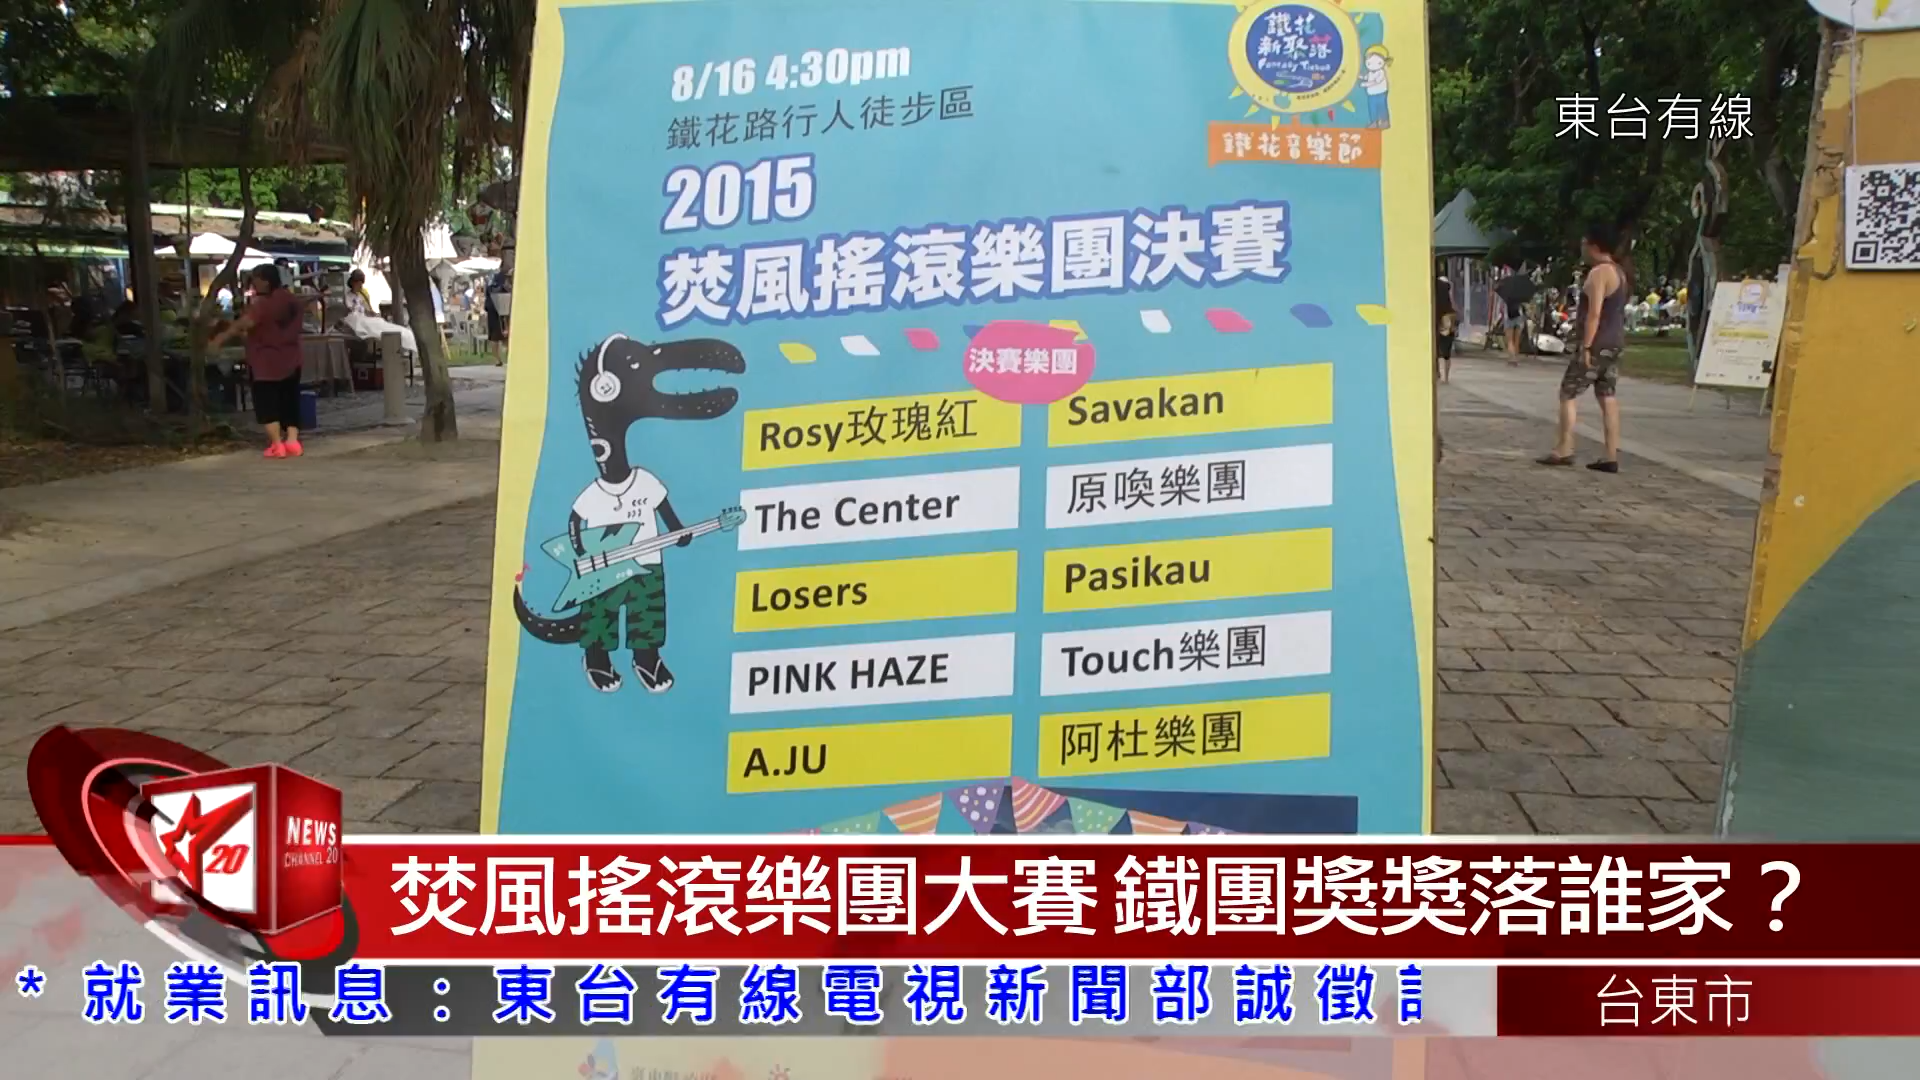 8/16 4:30pm
鐵花路行人徒步區
2015
焚風搖滾樂團決賽
鐵花
新聚落
鐵花音樂節
東台有線
決賽樂團
Rosy玫瑰紅
Savakan
The Center
原喚樂團
Losers
Pasikau
PINK HAZE
Touch樂團
A.JU
阿杜樂團
20
NEWS
CHANNEL 20
焚風搖滾樂團大賽 鐵團獎獎落誰家？
* 就業訊息：東台有線電視新聞部誠徵
台東市